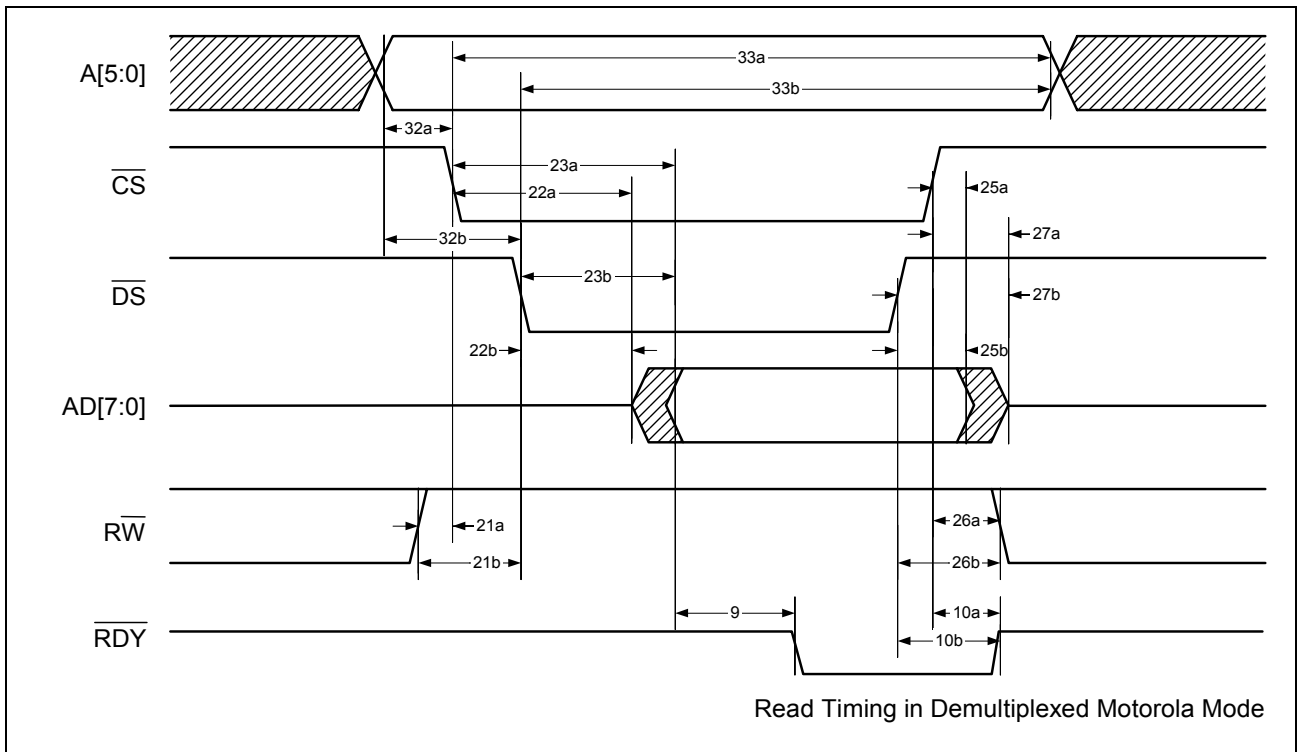 A[5:0]
33a
33b
32a
CS
23a
22a
25a
32b
27a
DS
23b
27b
22b
25b
AD[7:0]
RW
21a
26a
21b
26b
RDY
9
10a
10b
Read Timing in Demultiplexed Motorola Mode